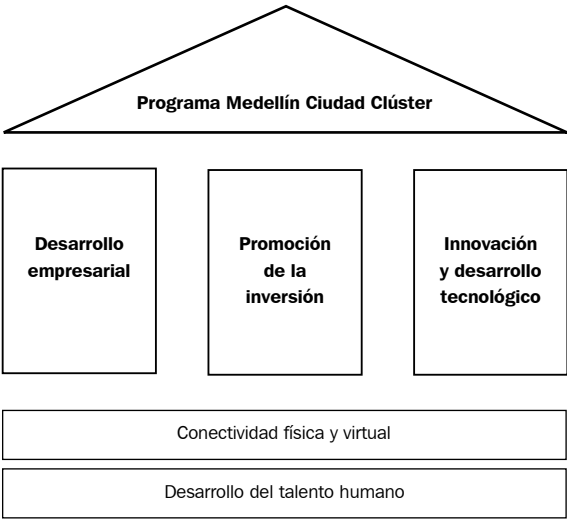 Programa Medellín Ciudad Clúster
Desarrollo
empresarial
Promoción
de la
inversión
Innovación
y desarrollo
tecnológico
Conectividad física y virtual
Desarrollo del talento humano